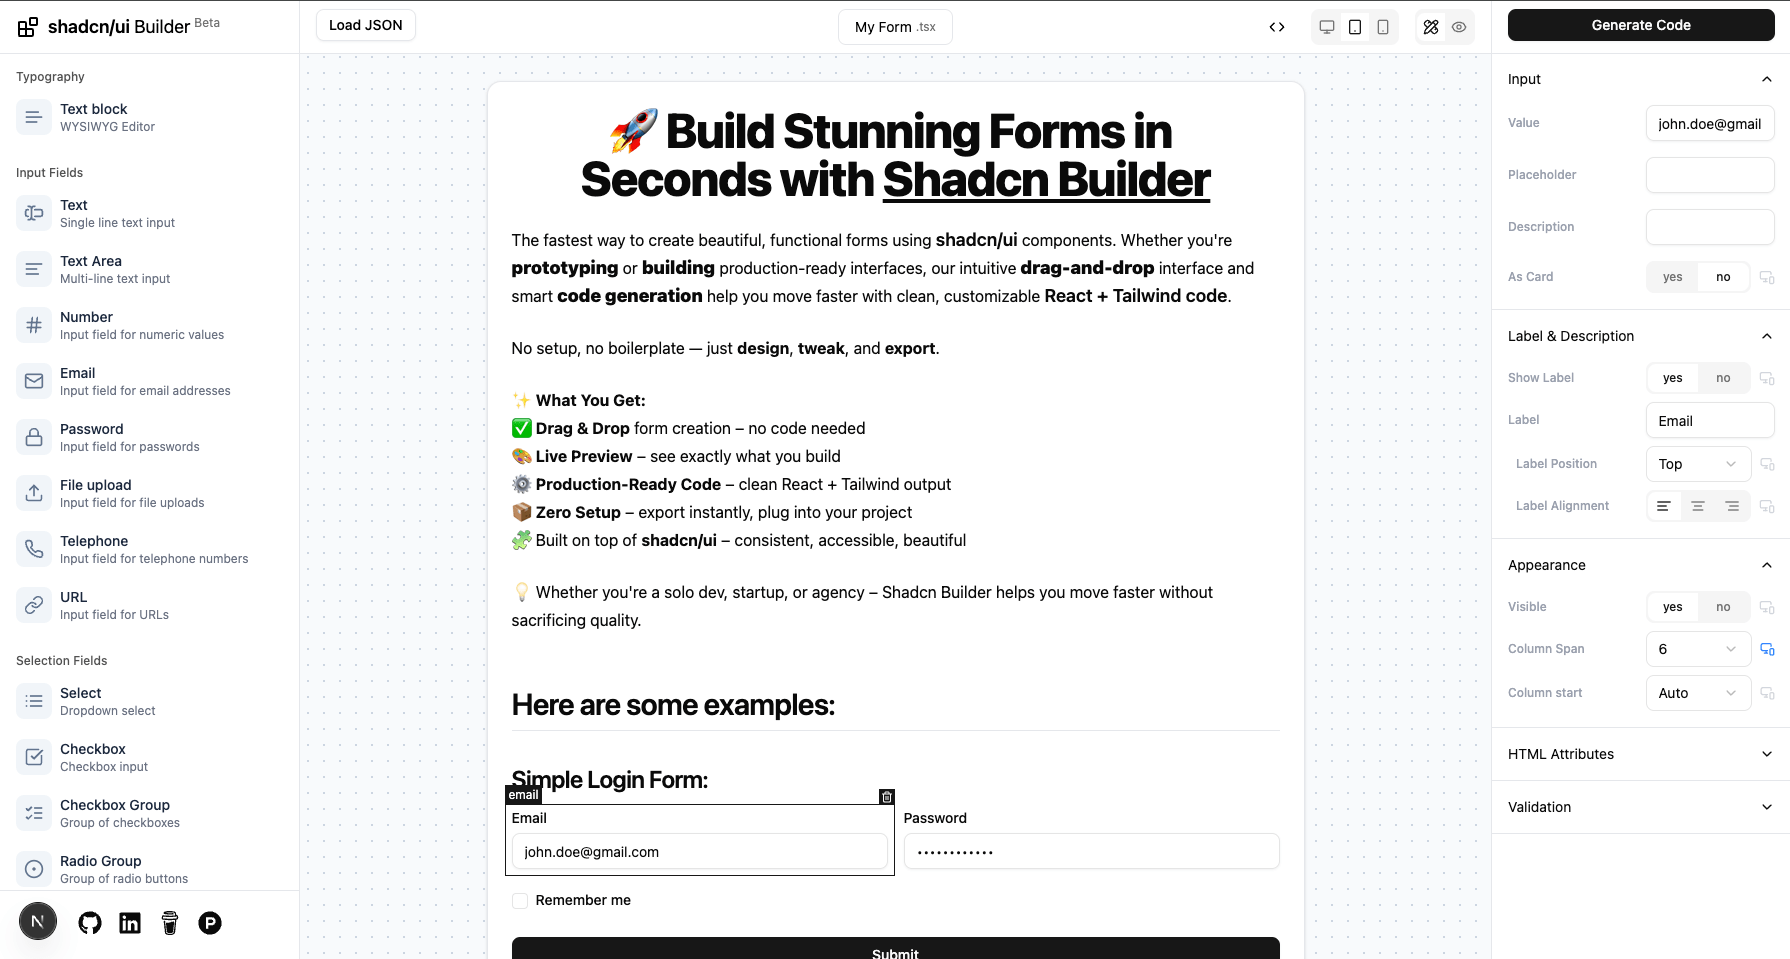 shadcn/ui Builder Beta
Load JSON
My Form .tsx
Generate Code
Typography
Text block
WYSIWYG Editor
Input Fields
Text
Single line text input
Text Area
Multi-line text input
Number
Input field for numeric values
Email
Input field for email addresses
Password
Input field for passwords
File upload
Input field for file uploads
Telephone
Input field for telephone numbers
URL
Input field for URLs
Selection Fields
Select
Dropdown select
Checkbox
Checkbox input
Checkbox Group
Group of checkboxes
Radio Group
Group of radio buttons
N
in
P
🚀 Build Stunning Forms in
Seconds with Shadcn Builder
The fastest way to create beautiful, functional forms using shadcn/ui components. Whether you're
prototyping or building production-ready interfaces, our intuitive drag-and-drop interface and
smart code generation help you move faster with clean, customizable React + Tailwind code.
No setup, no boilerplate — just design, tweak, and export.
✨ What You Get:
✅ Drag & Drop form creation – no code needed
🎨 Live Preview – see exactly what you build
⚙️ Production-Ready Code – clean React + Tailwind output
📦 Zero Setup – export instantly, plug into your project
🧩 Built on top of shadcn/ui – consistent, accessible, beautiful
💡 Whether you're a solo dev, startup, or agency – Shadcn Builder helps you move faster without
sacrificing quality.
Here are some examples:
Simple Login Form:
email
Email
john.doe@gmail.com
Password
••••••••••••
Remember me
Submit
Input
Value
john.doe@gmail
Placeholder
Description
As Card
yes no
Label & Description
Show Label
yes no
Label
Email
Label Position
Top
Label Alignment
Appearance
Visible
yes no
Column Span
6
Column start
Auto
HTML Attributes
Validation